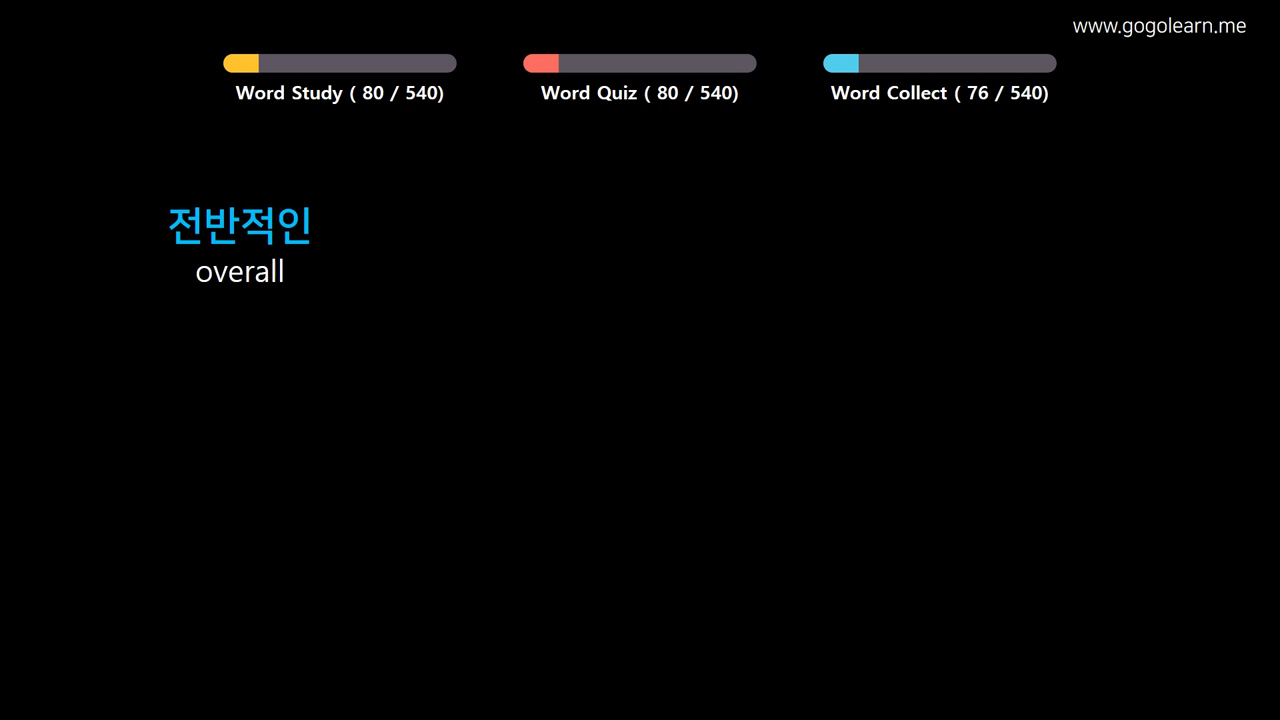 www.gogolearn.me
Word Study ( 80 / 540)
Word Quiz ( 80 / 540)
Word Collect ( 76 / 540)
전반적인
overall